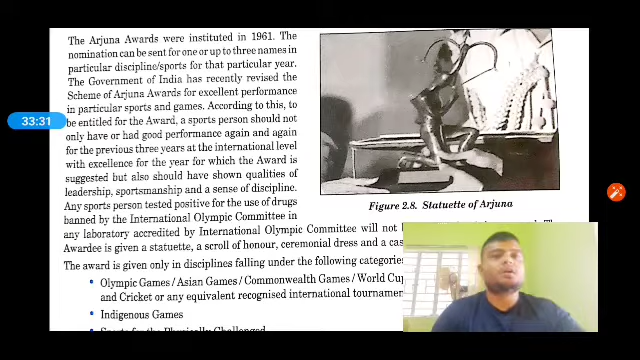 The Arjuna Awards were instituted in 1961. The
nomination can be sent for one or up to three names in
particular discipline/sports for that particular year.
The Government of India has recently revised the
Scheme of Arjuna Awards for excellent performance
in particular sports and games. According to this, to
33:31
be entitled for the Award, a sports person should not
only have or had good performance again and again
for the previous three years at the international level
with excellence for the year for which the Award is
suggested but also should have shown qualities of
leadership, sportsmanship and a sense of discipline.
Any sports person tested positive for the use of drugs
Figure 2.8. Statuette of Arjuna
banned by the International Olympic Committee in
any laboratory accredited by International Olympic Committee will not
Awardee is given a statuette, a scroll of honour, ceremonial dress and a
The award is given only in disciplines falling under the following
• Olympic Games / Asian Games / Commonwealth Games / World Cup
and Cricket or any equivalent recognised international
• Indigenous Games
• Sports for the Physically Challenged